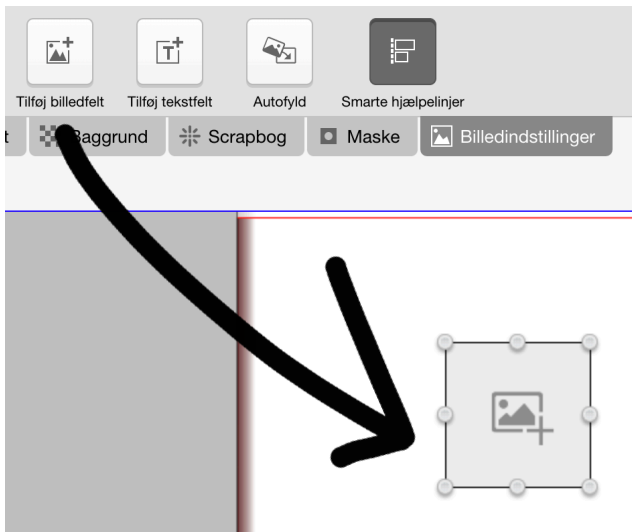 Tilføj billedfelt Tilføj tekstfelt Autofyld Smarte hjælpelinjer
t Baggrund Scrapbog Maske Billedindstillinger